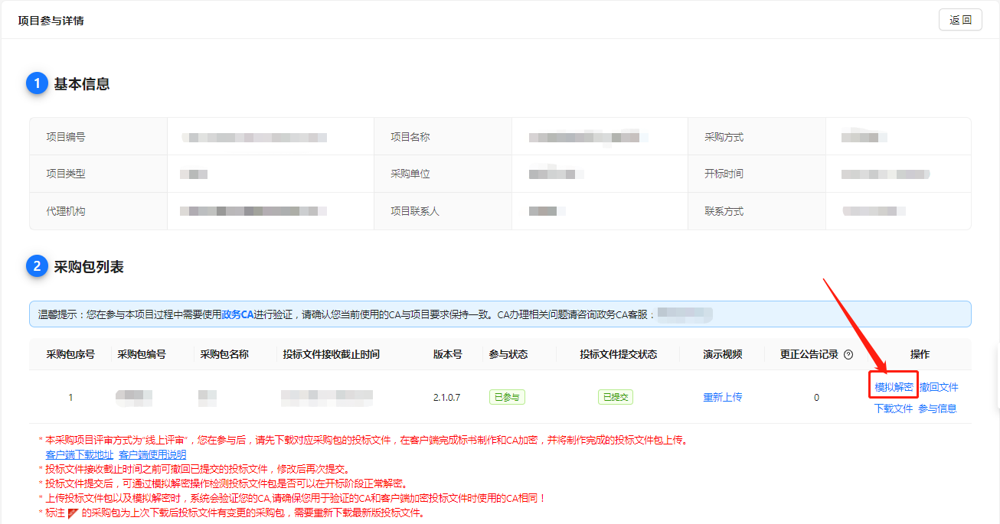 项目参与详情
返 回
1 基本信息
项目编号 项目名称 采购方式
项目类型 采购单位 开标时间
代理机构 项目联系人 联系方式
2 采购包列表
温馨提示：您在参与本项目过程中需要使用政务CA进行验证，请确认您当前使用的CA与项目要求保持一致。CA办理相关问题请咨询政务CA客服：
采购包序号 采购包编号 采购包名称 投标文件接收截止时间 版本号 参与状态 投标文件提交状态 演示视频 更正公告记录 操作
1 2.1.0.7 已参与 已提交 重新上传 0 模拟解密 撤回文件
下载文件 参与信息
* 本采购项目评审方式为“线上评审”，您在参与后，请先下载对应采购包的投标文件，在客户端完成标书制作和CA加密，并将制作完成的投标文件包上传。
客户端下载地址 客户端使用说明
* 投标文件接收截止时间之前可撤回已提交的投标文件，修改后再次提交。
* 投标文件提交后，可通过模拟解密操作检测投标文件包是否可以在开标阶段正常解密。
* 上传投标文件包以及模拟解密时，系统会验证您的CA,请确保您用于验证的CA和客户端加密投标文件时使用的CA相同！
* 标注 的采购包为上次下载后投标文件有变更的采购包，需要重新下载最新版投标文件。